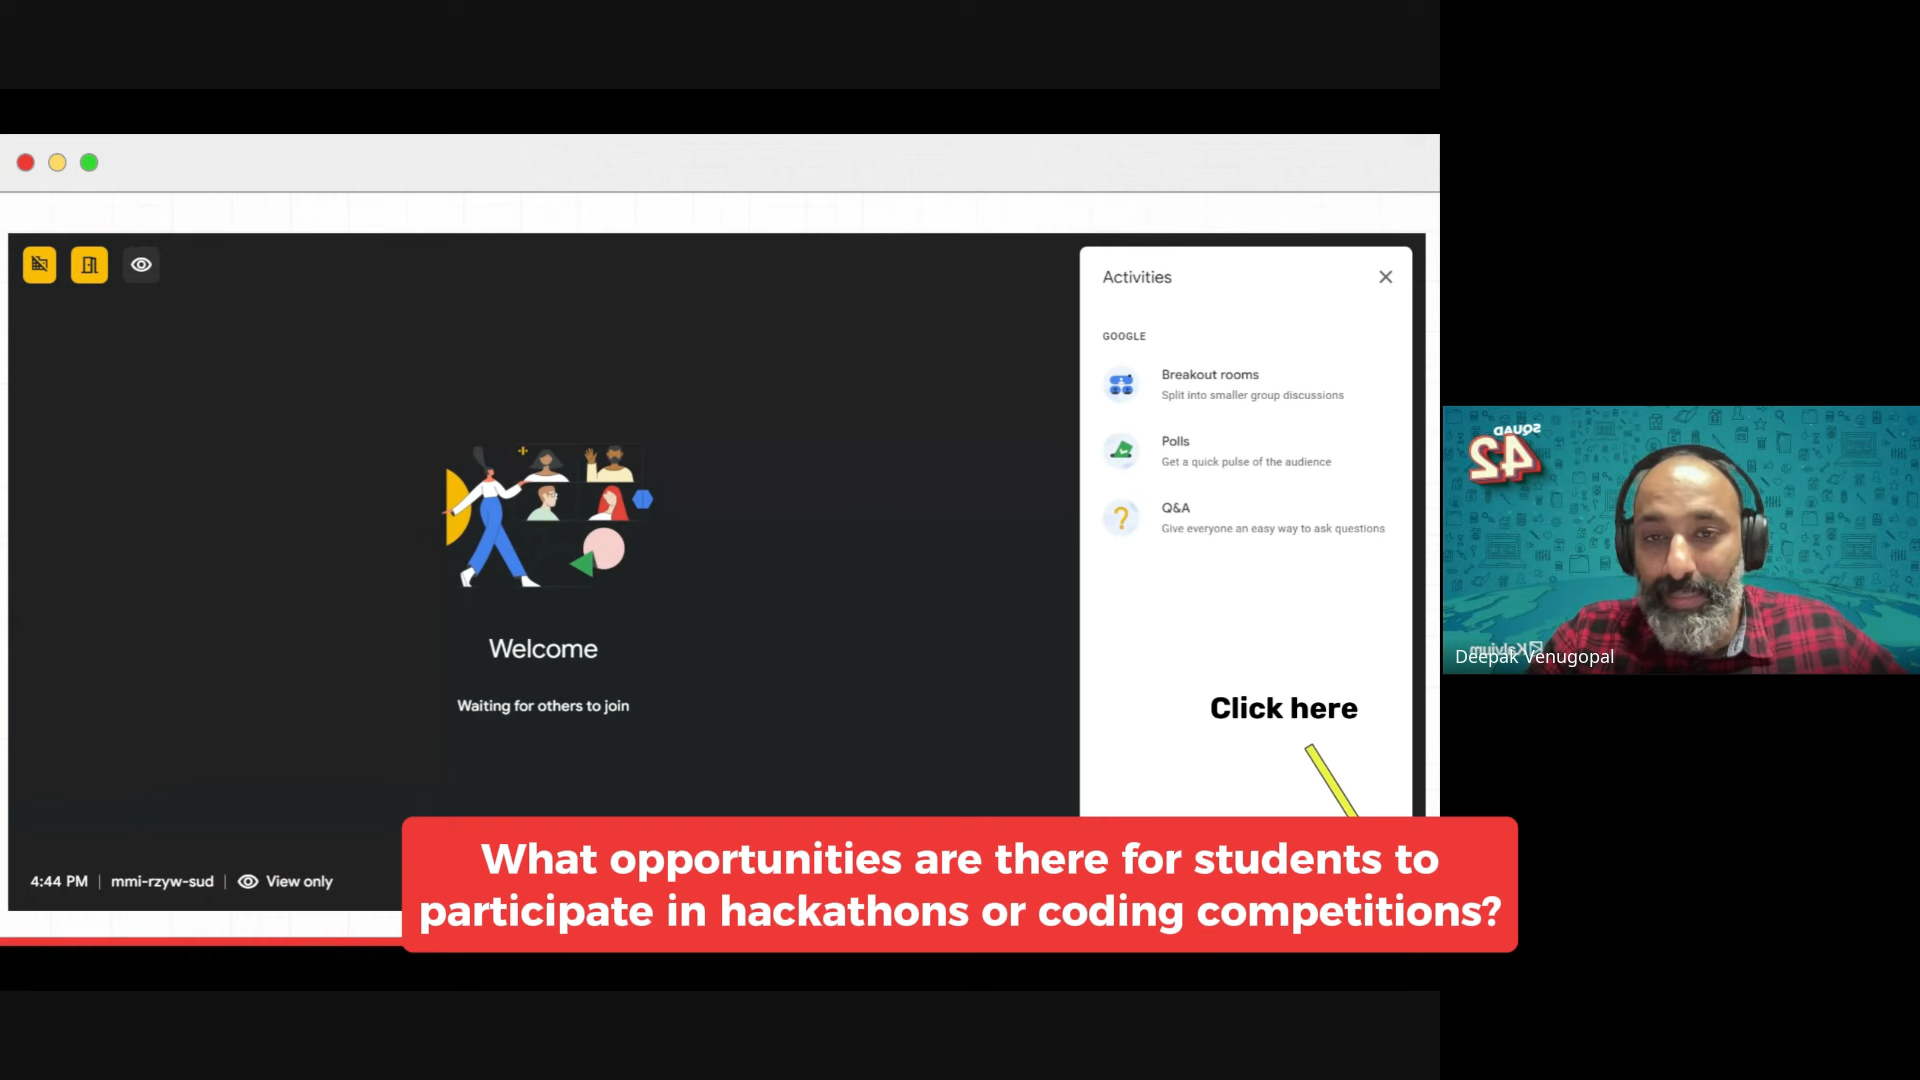 Activities
GOOGLE
Breakout rooms
Split into smaller group discussions
Polls
Get a quick pulse of the audience
Q&A
Give everyone an easy way to ask questions
Welcome
Waiting for others to join
Click here
4:44 PM | mmi-rzyw-sud | View only
What opportunities are there for students to
participate in hackathons or coding competitions?
SQUAD
42
Kalvium
Deepak Venugopal